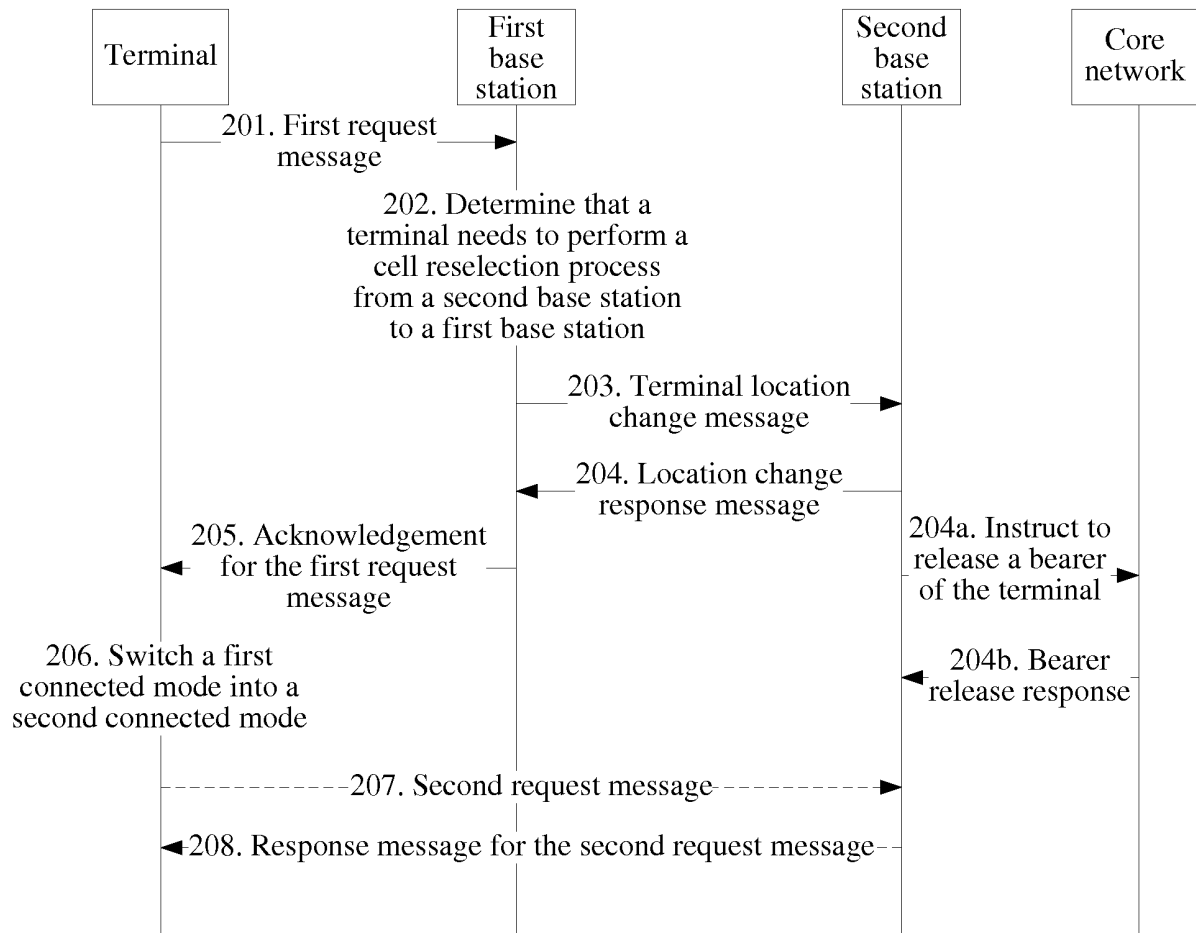 Terminal
First
base
station
Second
base
station
Core
network
201. First request
message
202. Determine that a
terminal needs to perform a
cell reselection process
from a second base station
to a first base station
203. Terminal location
change message
204. Location change
response message
205. Acknowledgement
for the first request
message
204a. Instruct to
release a bearer
of the terminal
206. Switch a first
connected mode into a
second connected mode
204b. Bearer
release response
207. Second request message
208. Response message for the second request message